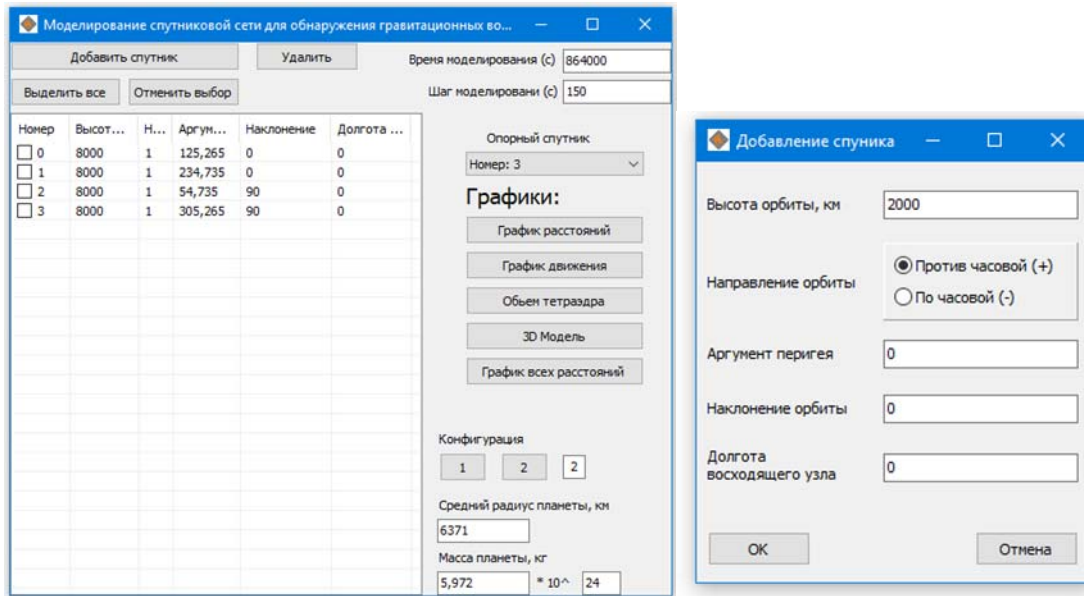 Моделирование спутниковой сети для обнаружения гравитационных во...
Добавить спутник
Удалить
Время моделирования (с) 864000
Выделить все
Отменить выбор
Шаг моделировани (с) 150
Номер Высот... Н... Аргум... Наклонение Долгота ...
0 8000 1 125,265 0 0
1 8000 1 234,735 0 0
2 8000 1 54,735 90 0
3 8000 1 305,265 90 0
Опорный спутник
Номер: 3
Графики:
График расстояний
График движения
Обьем тетраэдра
3D Модель
График всех расстояний
Конфигурация
1 2 2
Средний радиус планеты, км
6371
Масса планеты, кг
5,972 * 10^ 24
Добавление спуника
Высота орбиты, км 2000
Направление орбиты
Против часовой (+)
По часовой (-)
Аргумент перигея 0
Наклонение орбиты 0
Долгота
восходящего узла 0
OK
Отмена